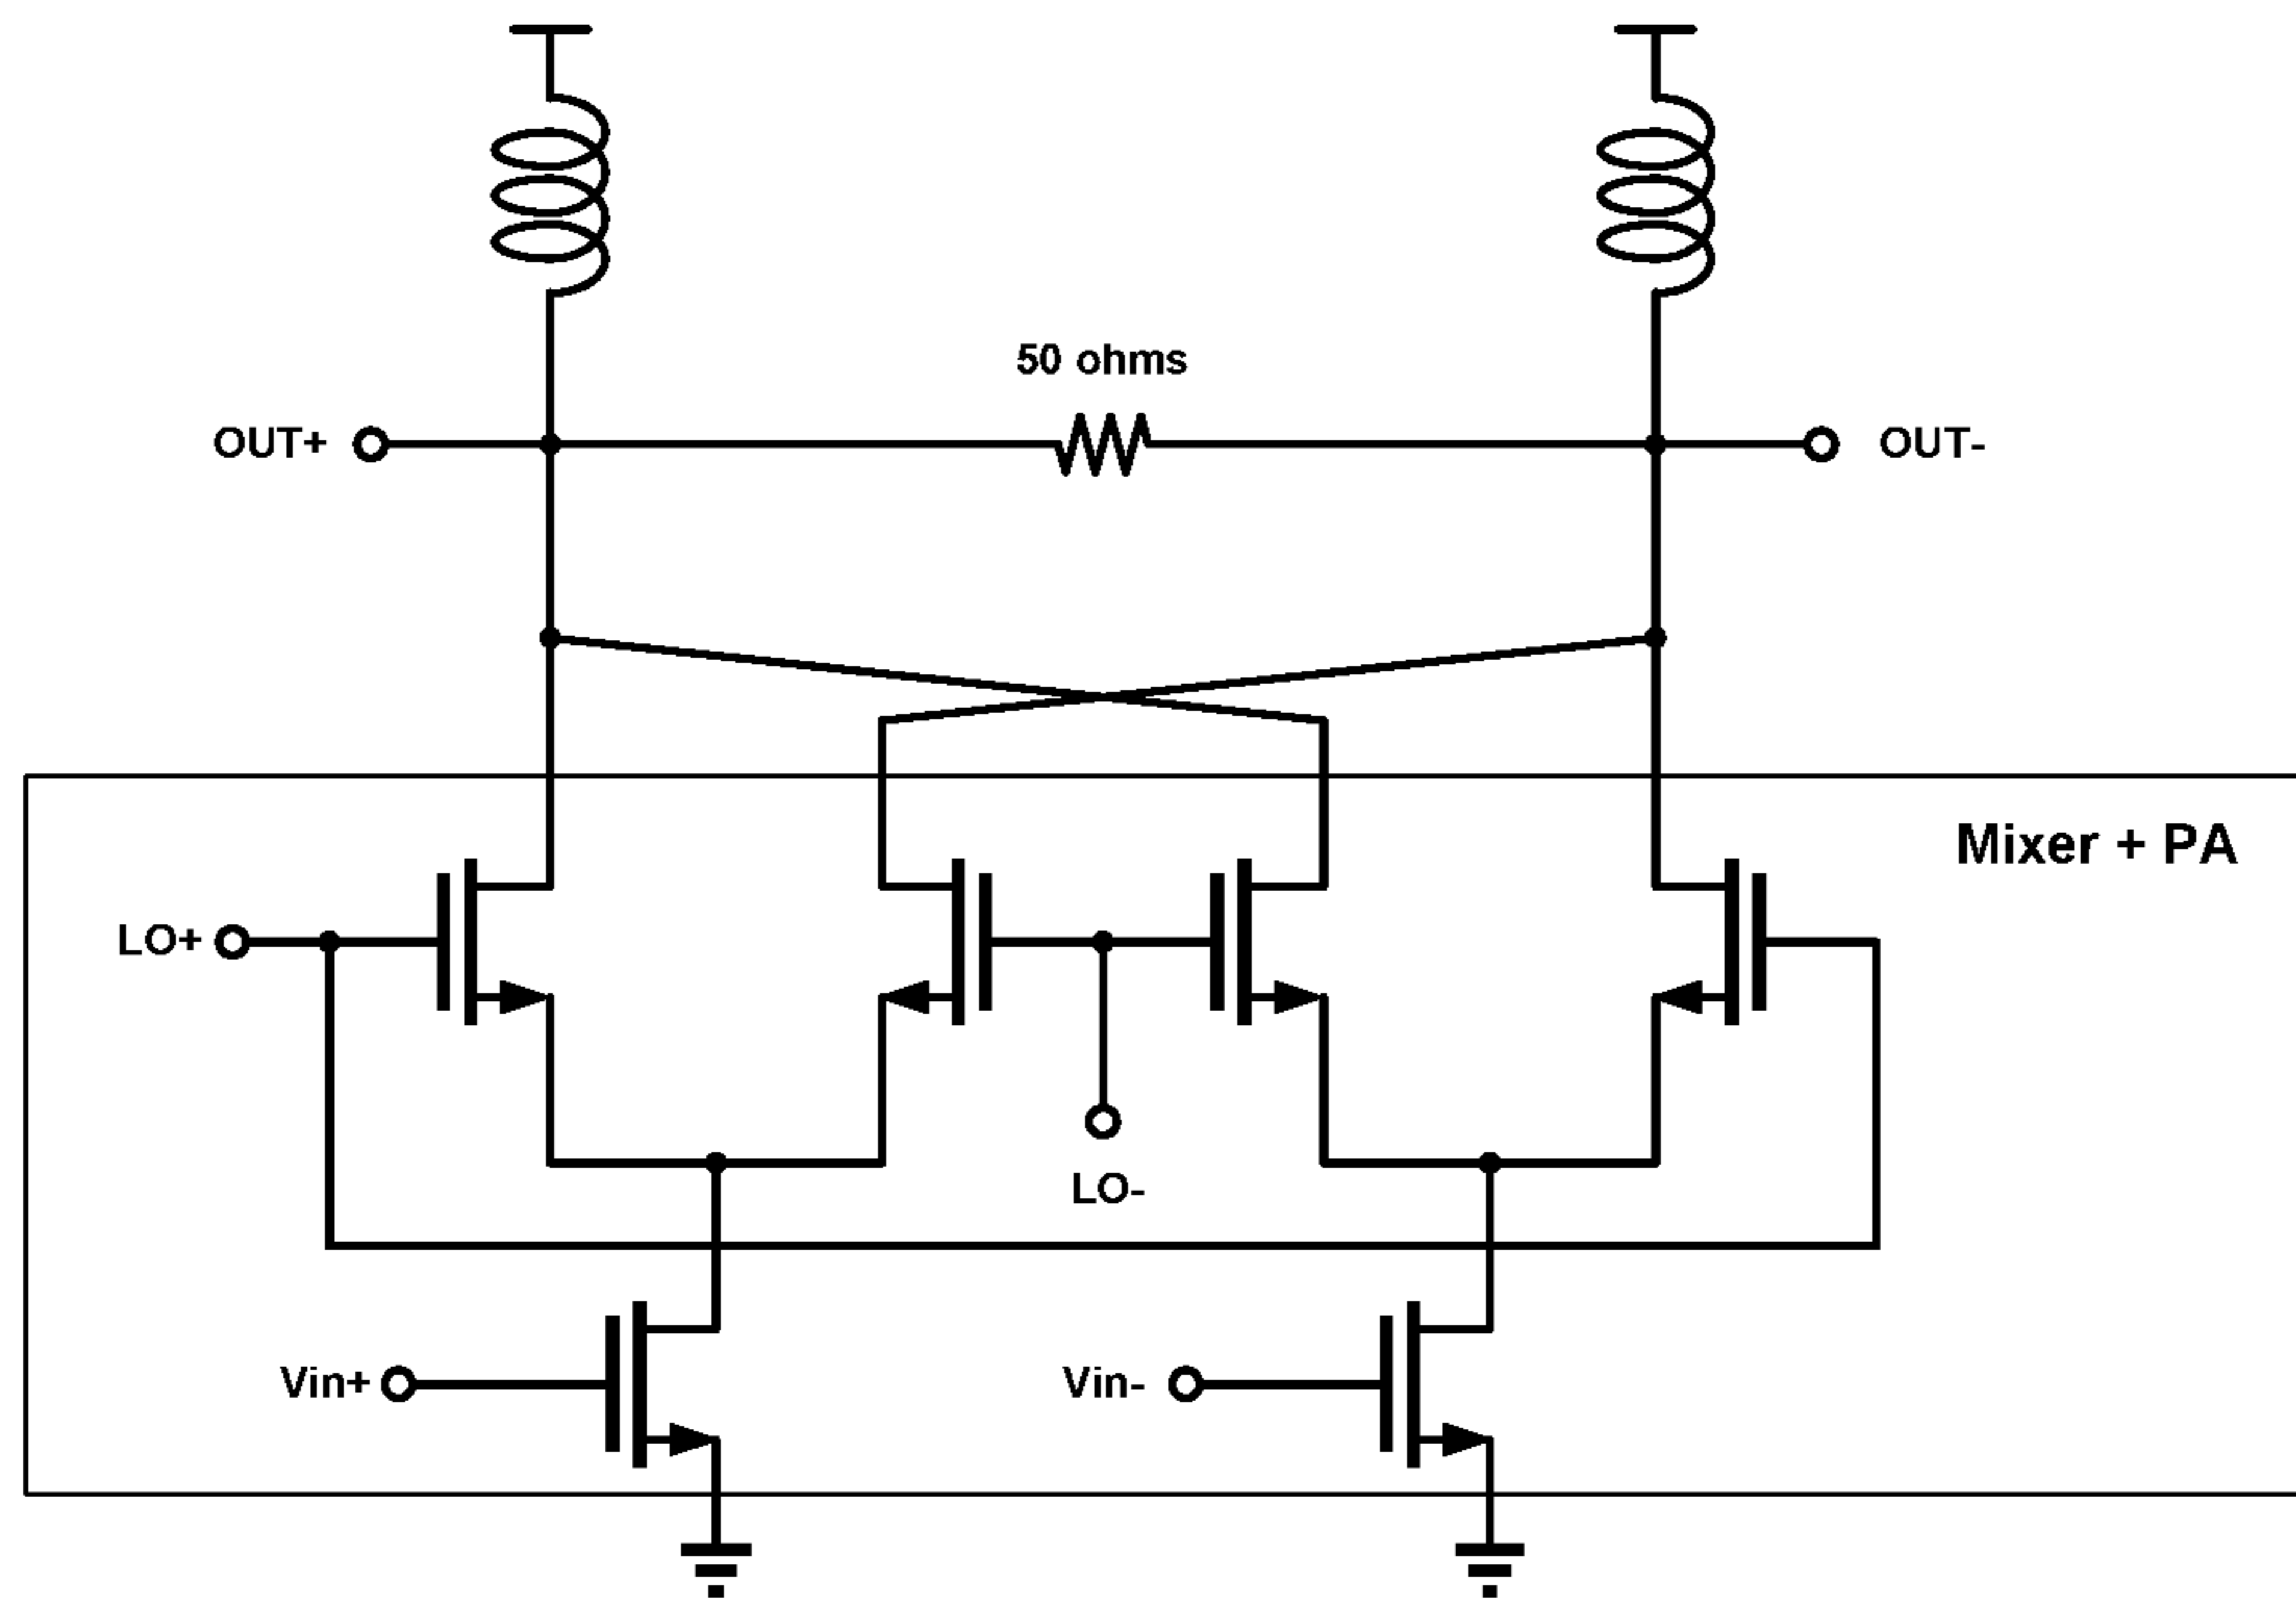 50 ohms
OUT+
OUT-
Mixer + PA
LO+
LO-
Vin+
Vin-